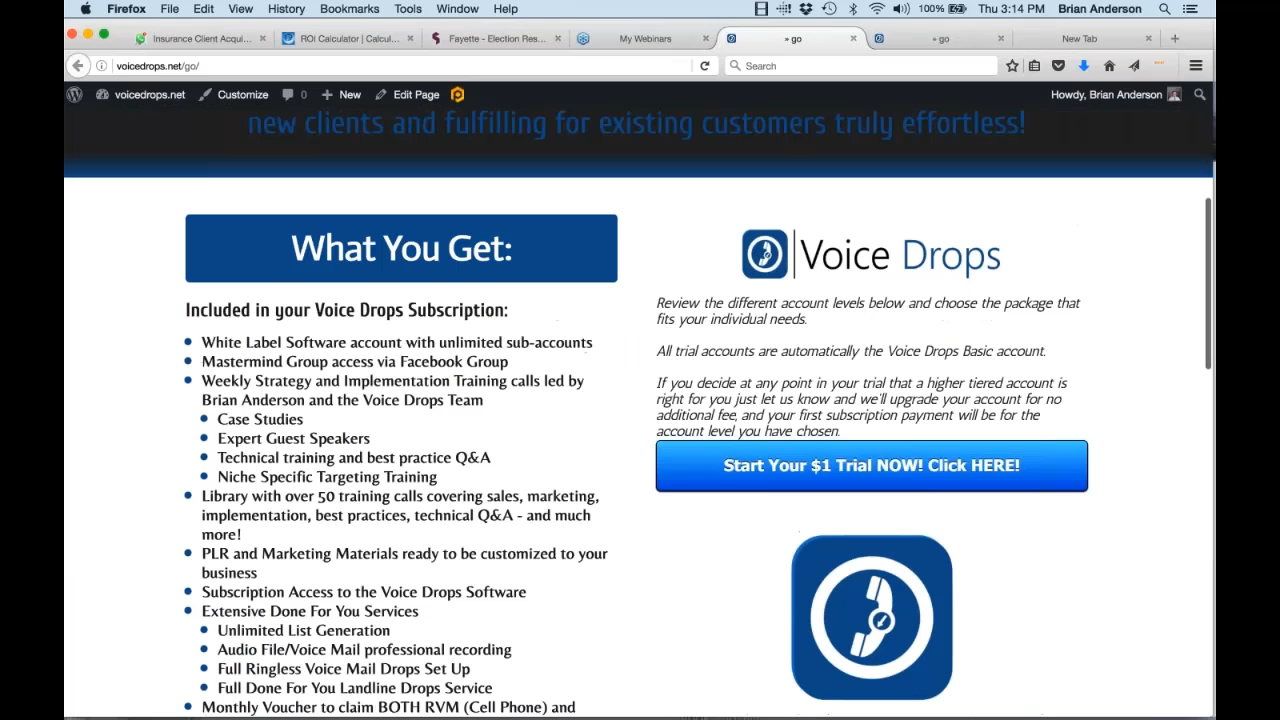 Firefox File Edit View History Bookmarks Tools Window Help 100% Thu 3:14 PM Brian Anderson
Insurance Client Acqui... ROI Calculator | Calcul... Fayette - Election Res... My Webinars » go » go New Tab
voicedrops.net/go/ Search
voicedrops.net Customize 0 New Edit Page Howdy, Brian Anderson
new clients and fulfilling for existing customers truly effortless!
What You Get:
Included in your Voice Drops Subscription:
White Label Software account with unlimited sub-accounts
Mastermind Group access via Facebook Group
Weekly Strategy and Implementation Training calls led by
Brian Anderson and the Voice Drops Team
Case Studies
Expert Guest Speakers
Technical training and best practice Q&A
Niche Specific Targeting Training
Library with over 50 training calls covering sales, marketing,
implementation, best practices, technical Q&A - and much
more!
PLR and Marketing Materials ready to be customized to your
business
Subscription Access to the Voice Drops Software
Extensive Done For You Services
Unlimited List Generation
Audio File/Voice Mail professional recording
Full Ringless Voice Mail Drops Set Up
Full Done For You Landline Drops Service
Monthly Voucher to claim BOTH RVM (Cell Phone) and
Voice Drops
Review the different account levels below and choose the package that
fits your individual needs.
All trial accounts are automatically the Voice Drops Basic account.
If you decide at any point in your trial that a higher tiered account is
right for you just let us know and we'll upgrade your account for no
additional fee, and your first subscription payment will be for the
account level you have chosen.
Start Your $1 Trial NOW! Click HERE!